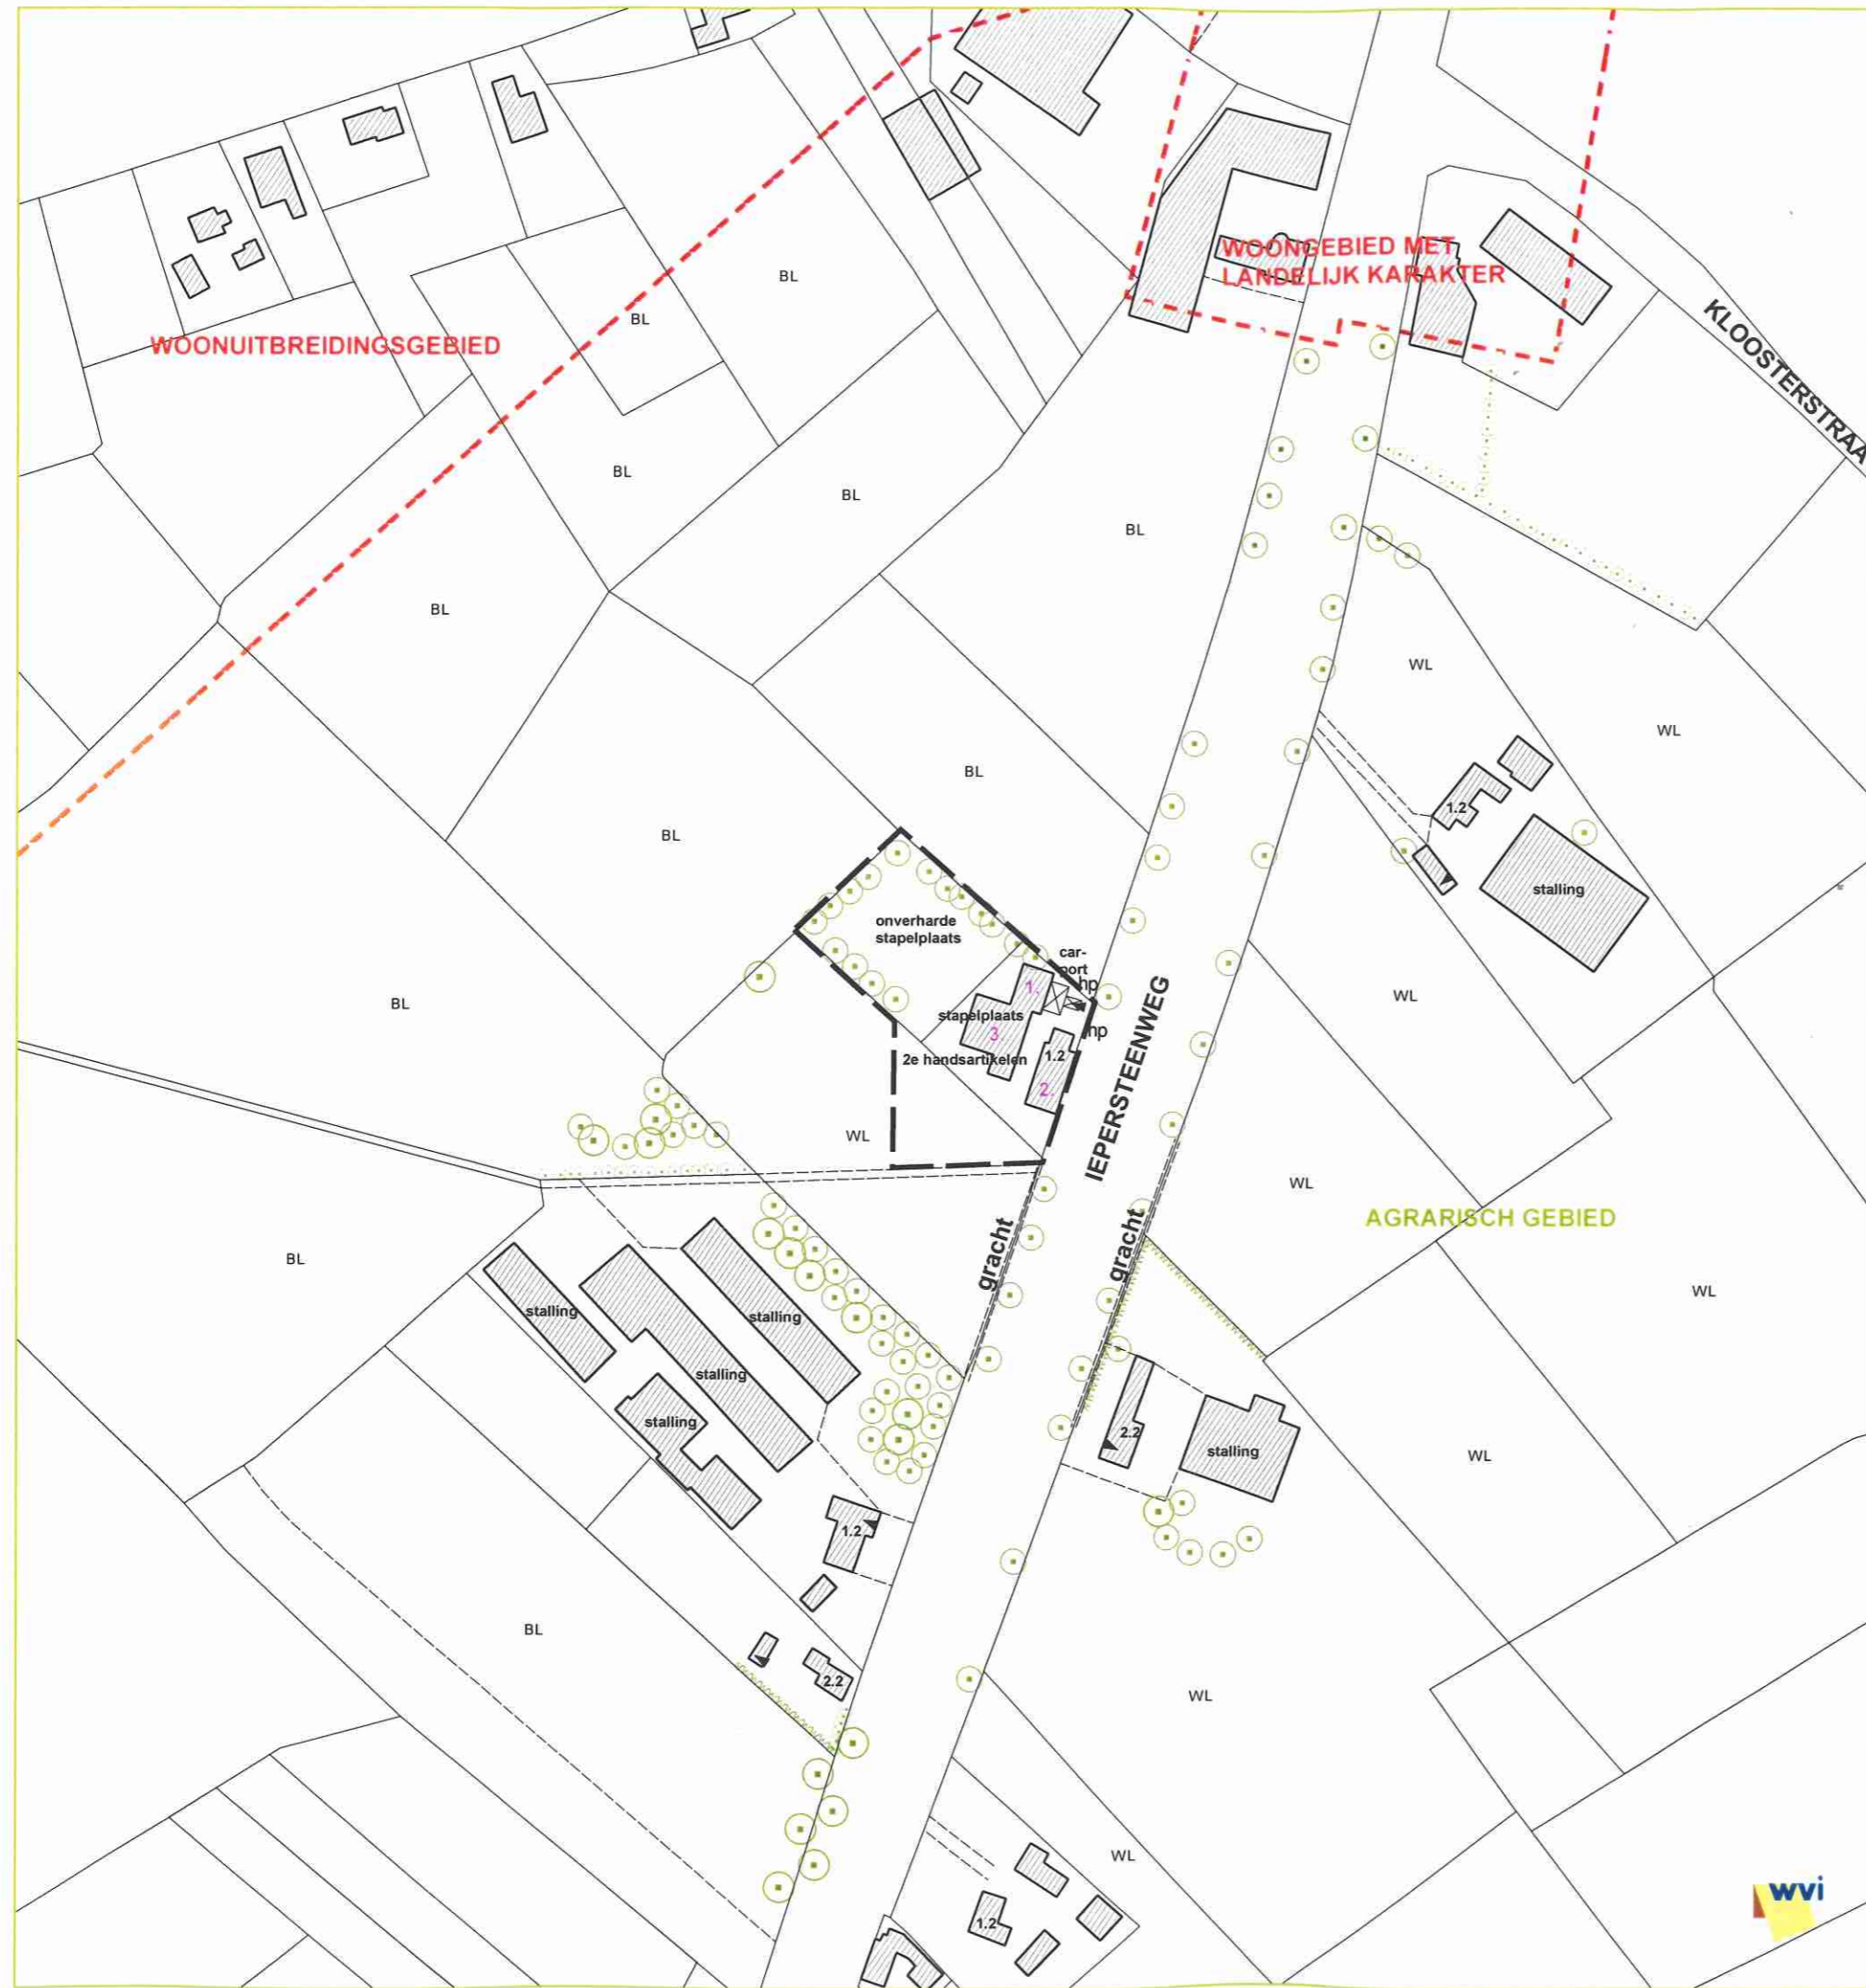 BL
WOONGEBIED MET
LANDELIJK KARAKTER
BL
WOONUITBREIDINGSGEBIED
KLOOSTERSTRAA
BL
BL
BL
BL
WL
WL
BL
1.2
BL
stalling
onverharde
stapelplaats
car-
port
hp
1.
WL
BL
stapelplaats
3.
hp
IEPERSTEENWEG
2e handsartikelen
1.2
2.
WL
WL
AGRARISCH GEBIED
gracht
gracht
BL
WL
stalling
stalling
stalling
stalling
2.2
stalling
WL
1.2
BL
2.2
WL
WL
wvi
1.2